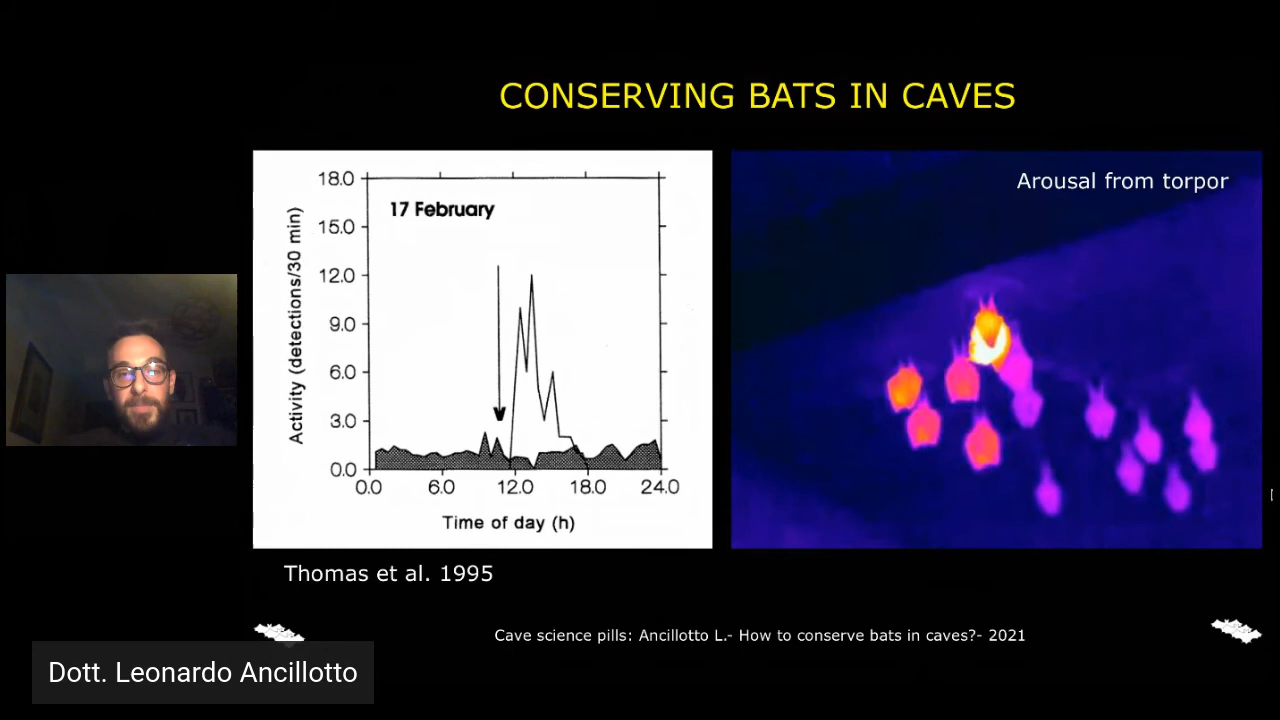 CONSERVING BATS IN CAVES
18.0
15.0
12.0
9.0
6.0
3.0
0.0
Activity (detections/30 min)
17 February
0.0 6.0 12.0 18.0 24.0
Time of day (h)
Arousal from torpor
Thomas et al. 1995
Cave science pills: Ancillotto L.- How to conserve bats in caves?- 2021
Dott. Leonardo Ancillotto